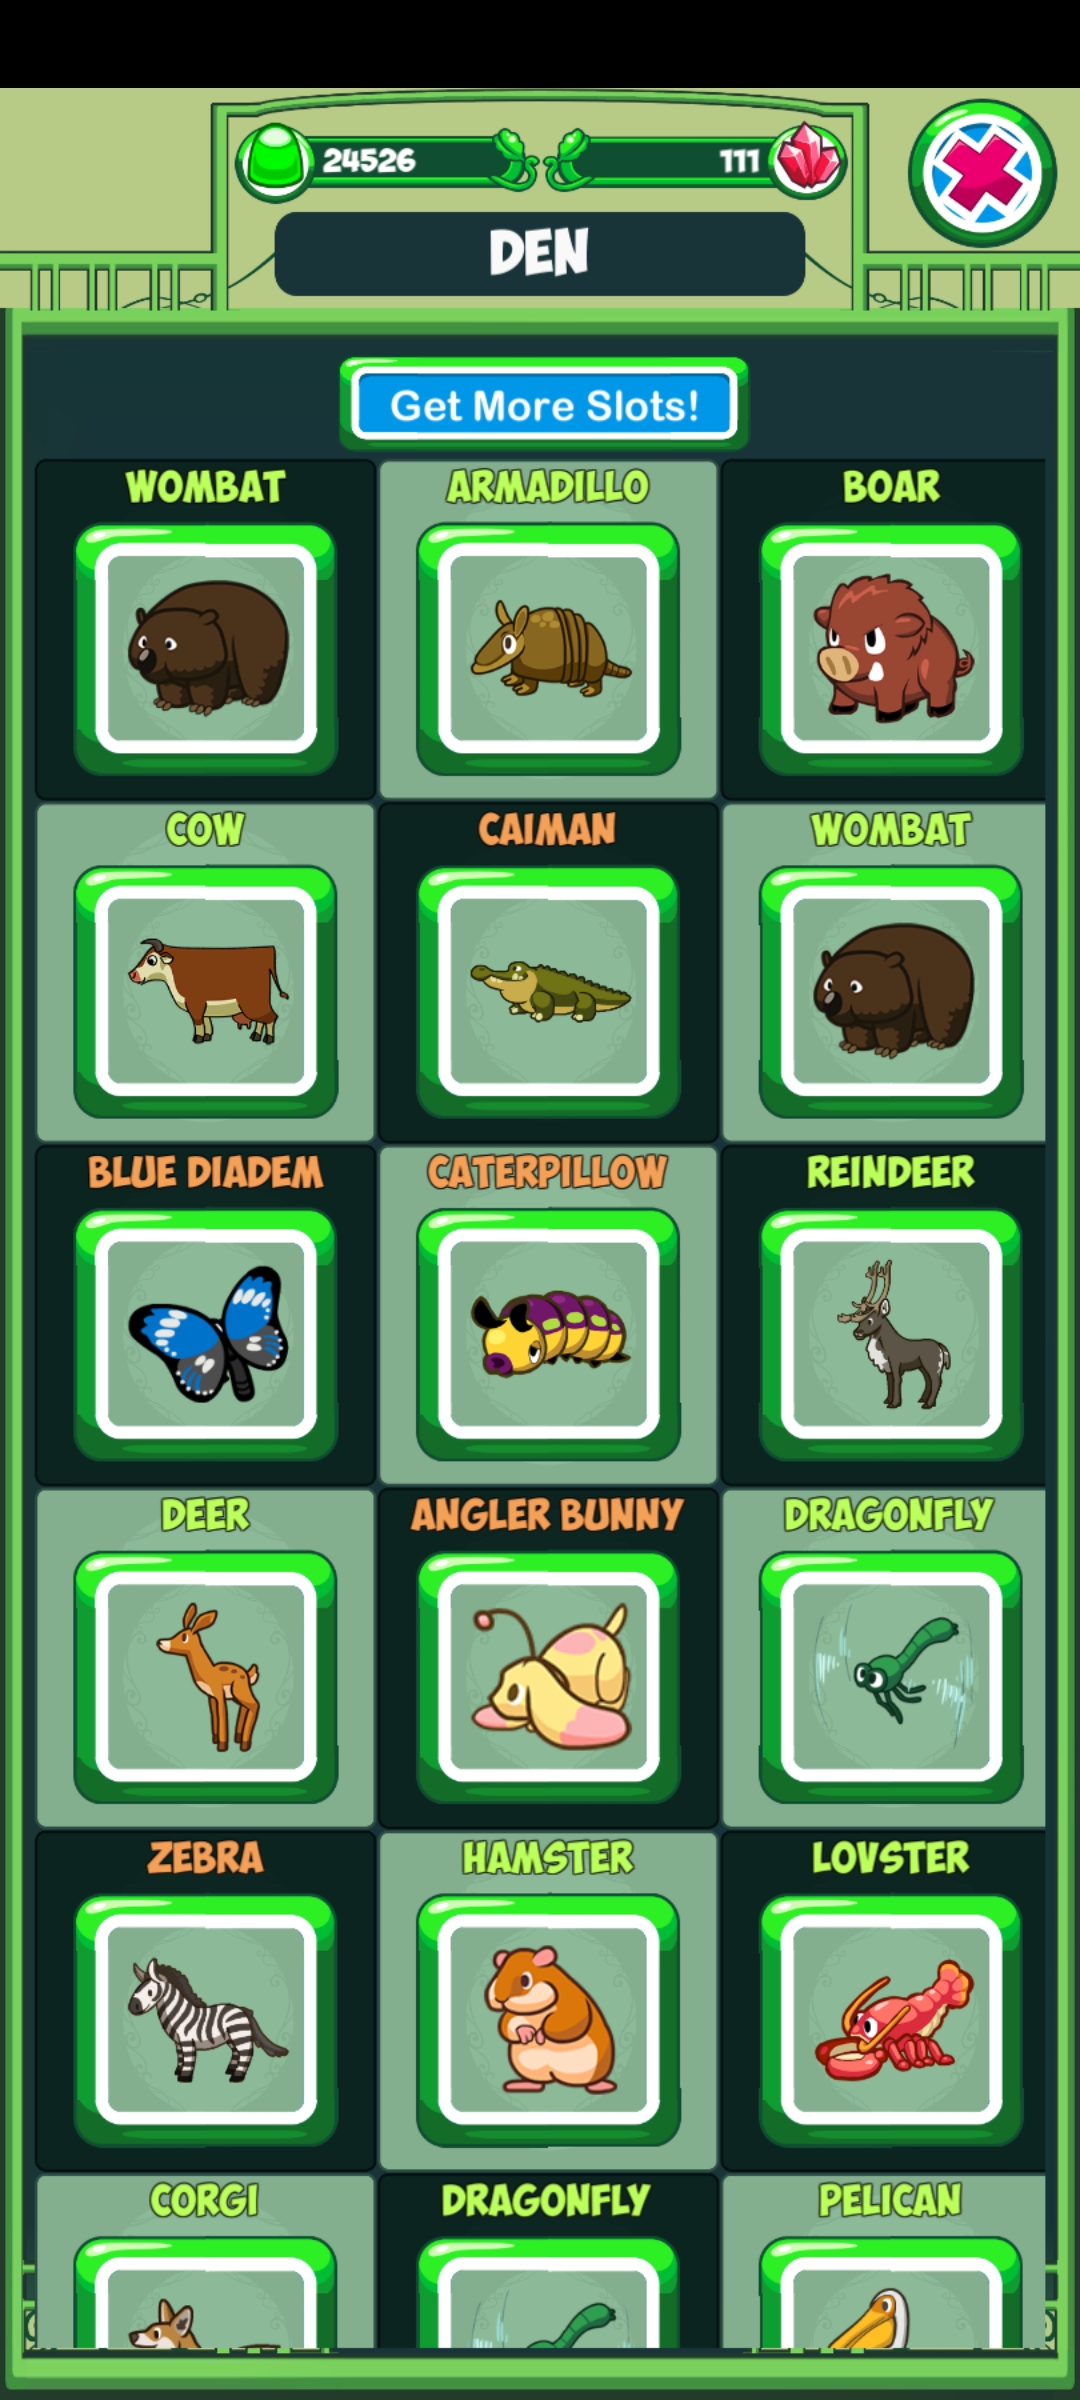 24526
111
DEN
Get More Slots!
WOMBAT
ARMADILLO
BOAR
COW
CAIMAN
WOMBAT
BLUE DIADEM
CATERPILLOW
REINDEER
DEER
ANGLER BUNNY
DRAGONFLY
ZEBRA
HAMSTER
LOVSTER
CORGI
DRAGONFLY
PELICAN